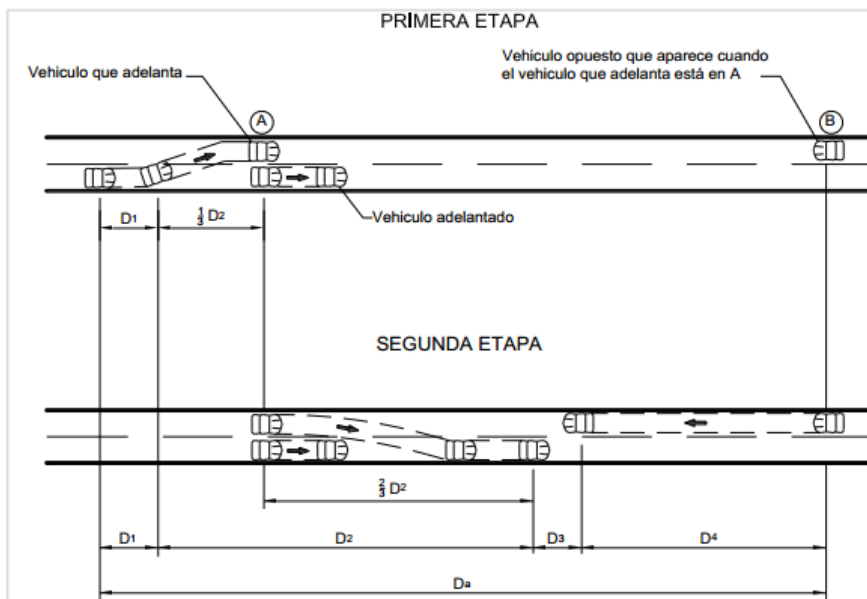 PRIMERA ETAPA
Vehiculo que adelanta
Vehiculo opuesto que aparece cuando
el vehiculo que adelanta está en A
A
B
Vehiculo adelantado
D1
1/3 D2
SEGUNDA ETAPA
2/3 D2
D1
D2
D3
D4
Da